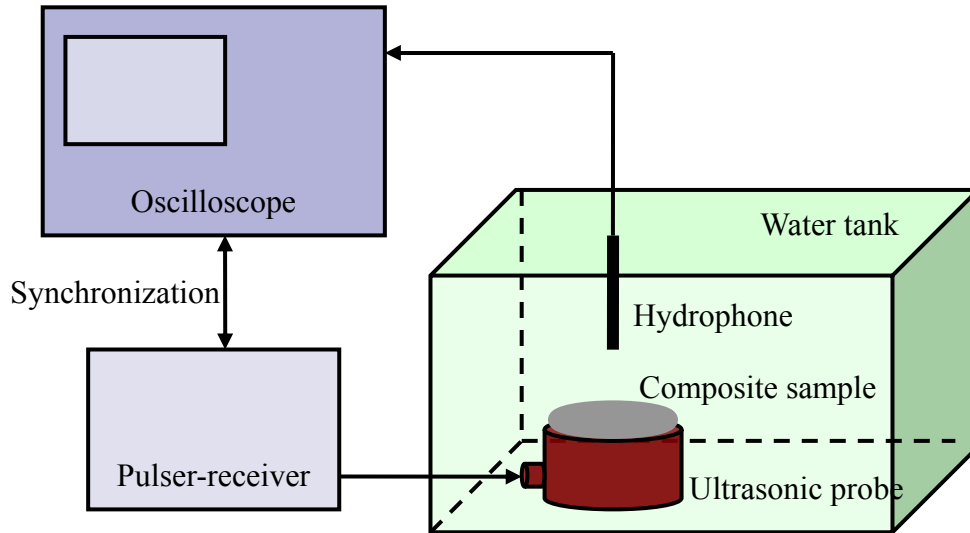 Oscilloscope
Water tank
Synchronization
Hydrophone
Composite sample
Pulser-receiver
Ultrasonic probe